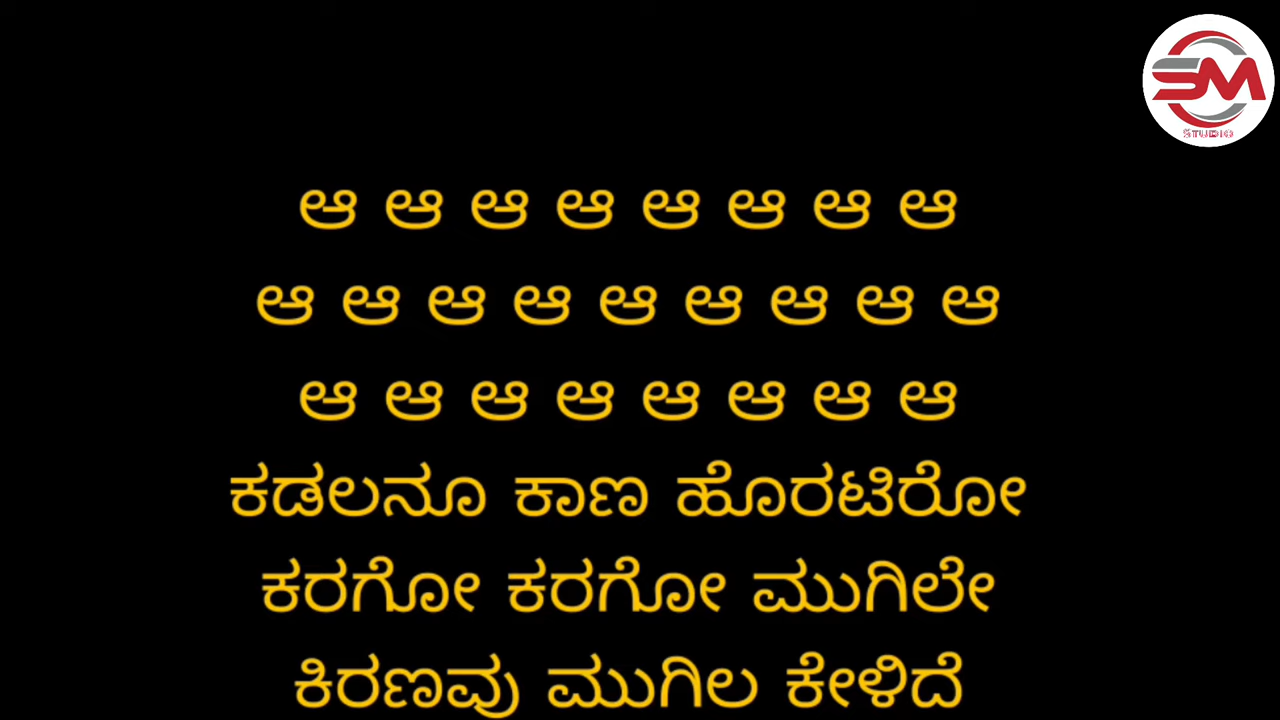 SM
STUDIO
ಆ ಆ ಆ ಆ ಆ ಆ ಆ ಆ
ಆ ಆ ಆ ಆ ಆ ಆ ಆ ಆ ಆ
ಆ ಆ ಆ ಆ ಆ ಆ ಆ ಆ
ಕಡಲನೂ ಕಾಣ ಹೊರಟಿರೋ
ಕರಗೋ ಕರಗೋ ಮುಗಿಲೇ
ಕಿರಣವು ಮುಗಿಲ ಕೇಳಿದೆ